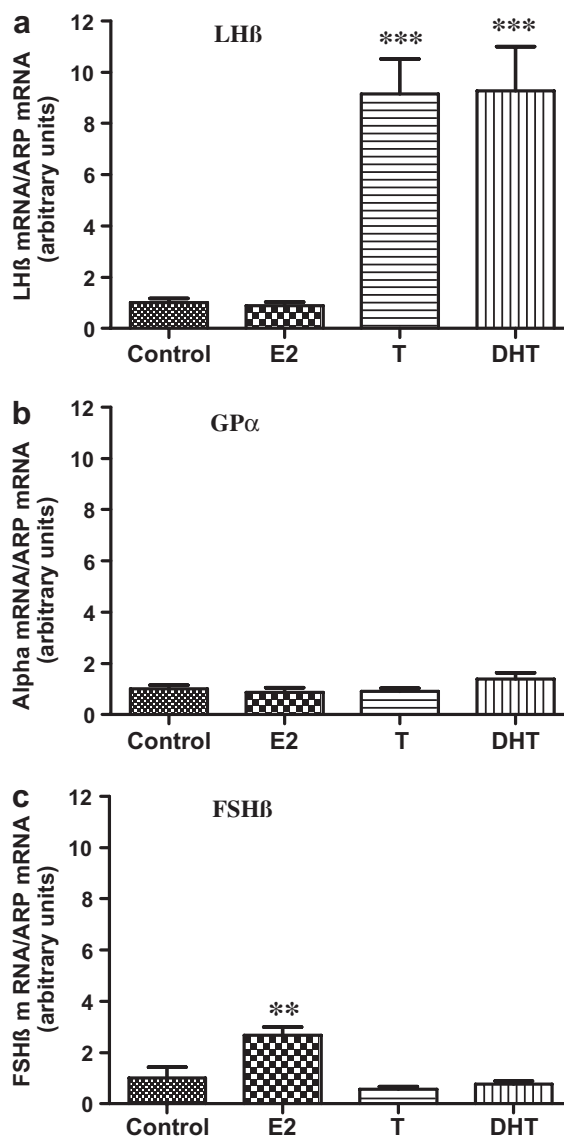 a
LHß
LHß mRNA/ARP mRNA
(arbitrary units)
12
10
8
6
4
2
0
***
***
Control E2 T DHT
b
GPα
Alpha mRNA/ARP mRNA
(arbitrary units)
12
10
8
6
4
2
0
Control E2 T DHT
c
FSHß
FSHß m RNA/ARP mRNA
(arbitrary units)
12
10
8
6
4
2
0
**
Control E2 T DHT